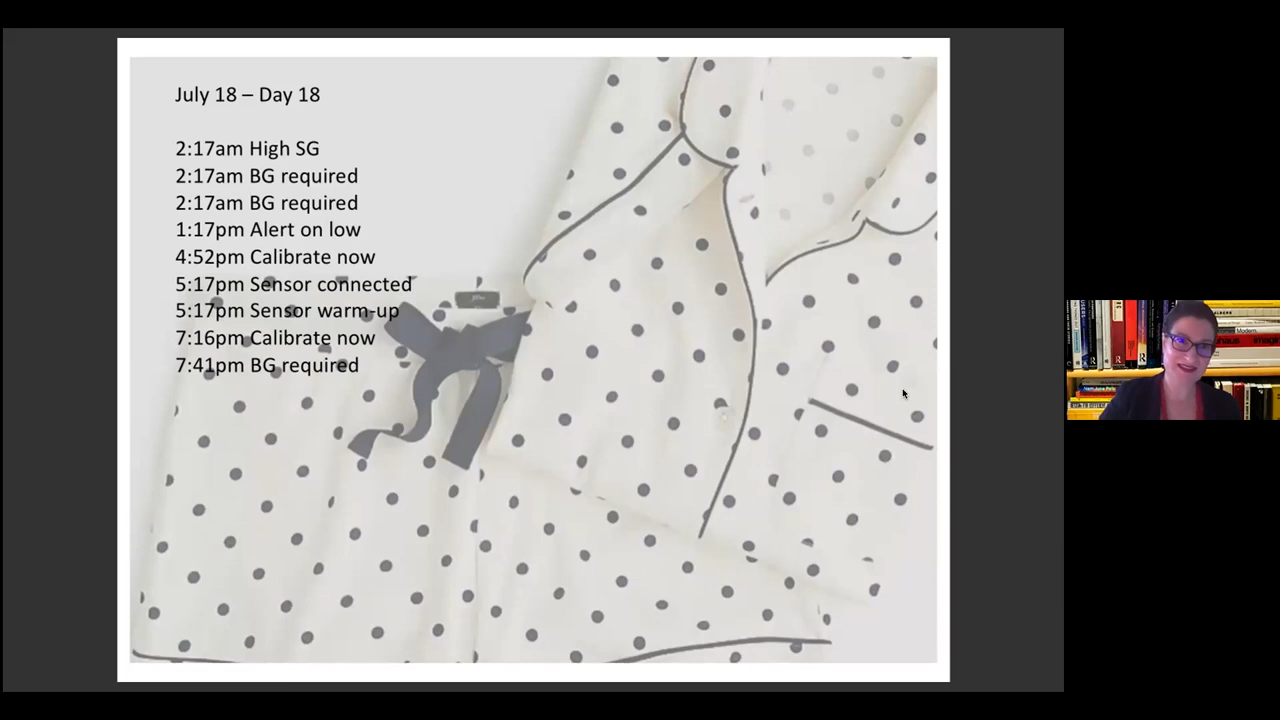 July 18 – Day 18
2:17am High SG
2:17am BG required
2:17am BG required
1:17pm Alert on low
4:52pm Calibrate now
5:17pm Sensor connected
5:17pm Sensor warm-up
7:16pm Calibrate now
7:41pm BG required
Modern.